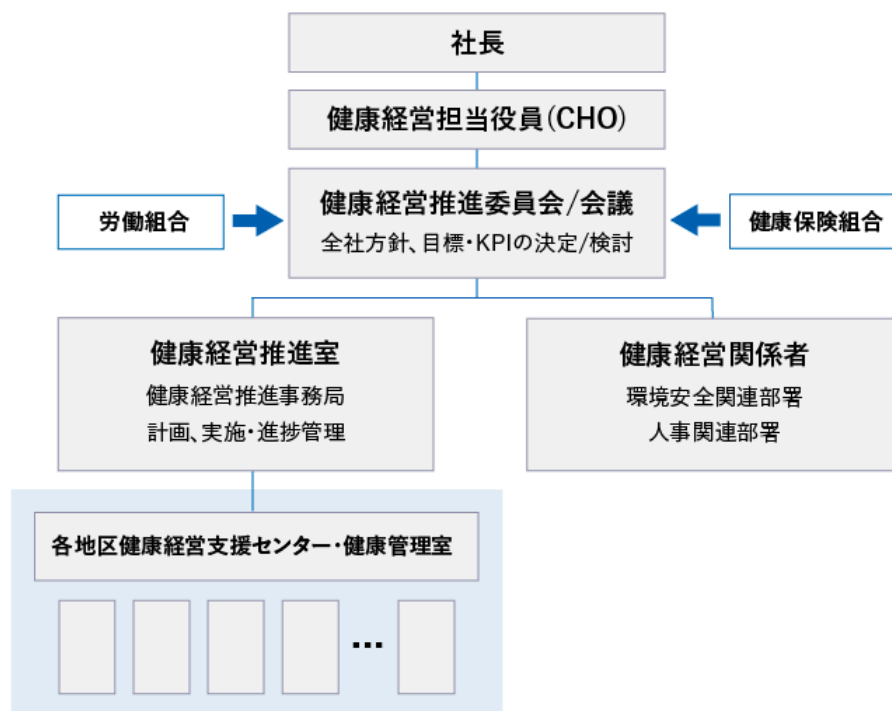 社長
健康経営担当役員(CHO)
健康経営推進委員会/会議
全社方針、目標・KPIの決定/検討
労働組合
健康保険組合
健康経営推進室
健康経営推進事務局
計画、実施・進捗管理
健康経営関係者
環境安全関連部署
人事関連部署
各地区健康経営支援センター・健康管理室
…